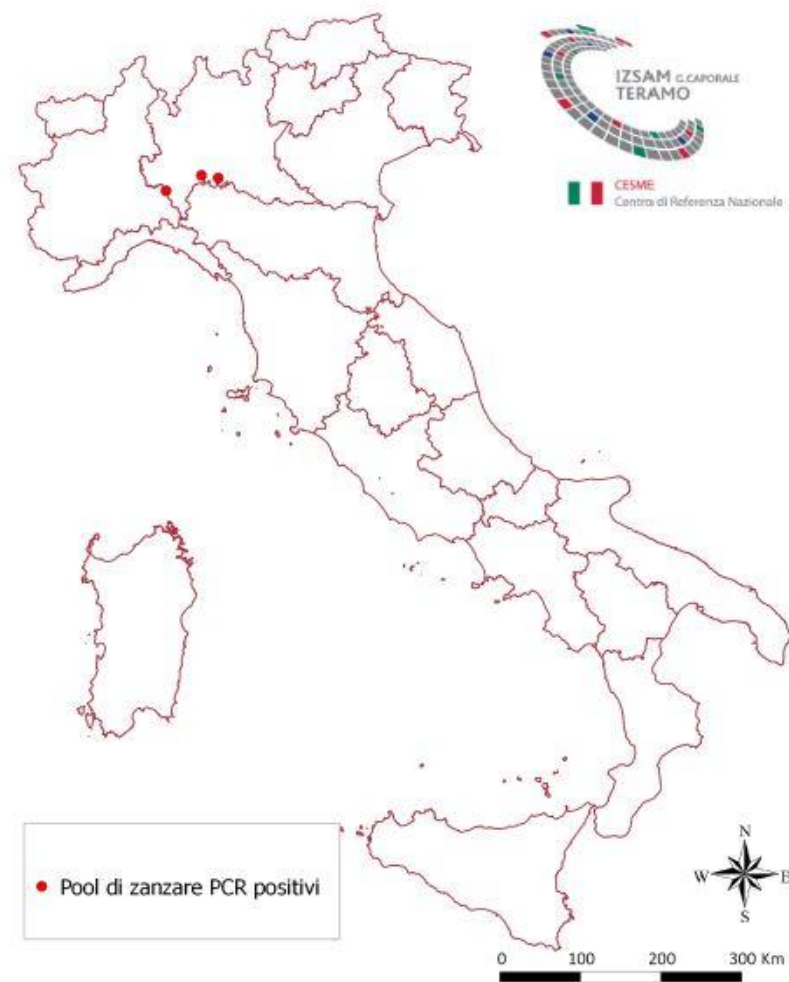 IZSAM G.CAPORALE
TERAMO
CESME
Centro di Referenza Nazionale
Pool di zanzare PCR positivi
N
W E
S
0 100 200 300 Km